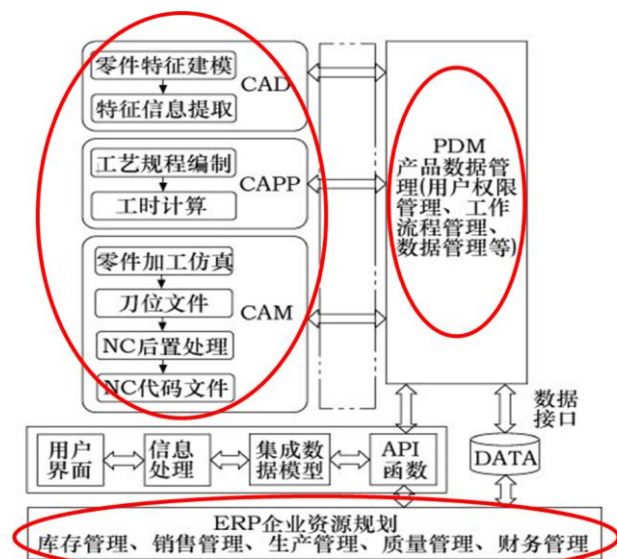 零件特征建模
CAD
特征信息提取
工艺规程编制
CAPP
工时计算
零件加工仿真
刀位文件
CAM
NC后置处理
NC代码文件
PDM
产品数据管
理(用户权限
管理、工作
流程管理、
数据管理等)
数据
接口
用户
界面
信息
处理
集成数
据模型
API
函数
DATA
ERP企业资源规划
库存管理、销售管理、生产管理、质量管理、财务管理